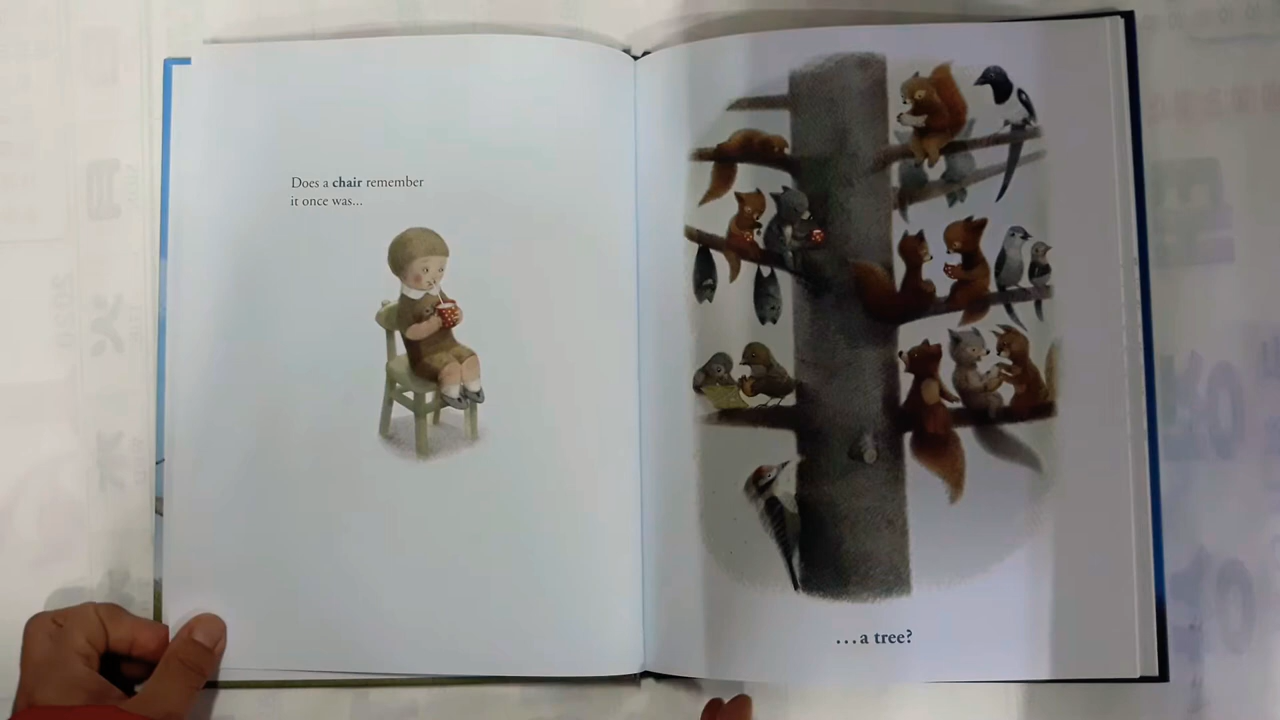 Does a chair remember
it once was...
...a tree?